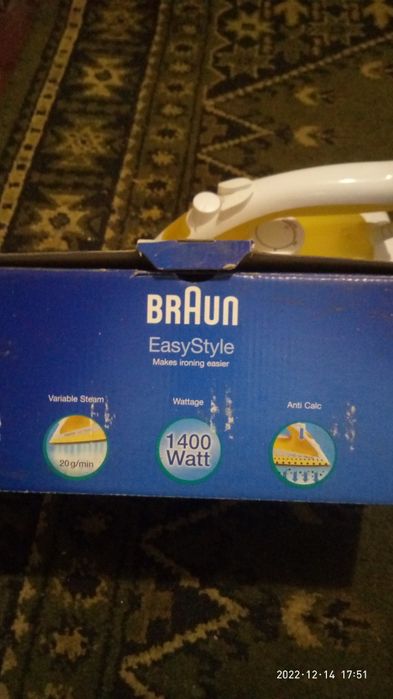 BRAUN
EasyStyle
Makes ironing easier
Variable Steam
Wattage
Anti Calc
20 g/min
1400
Watt
2022·12·14 17:51